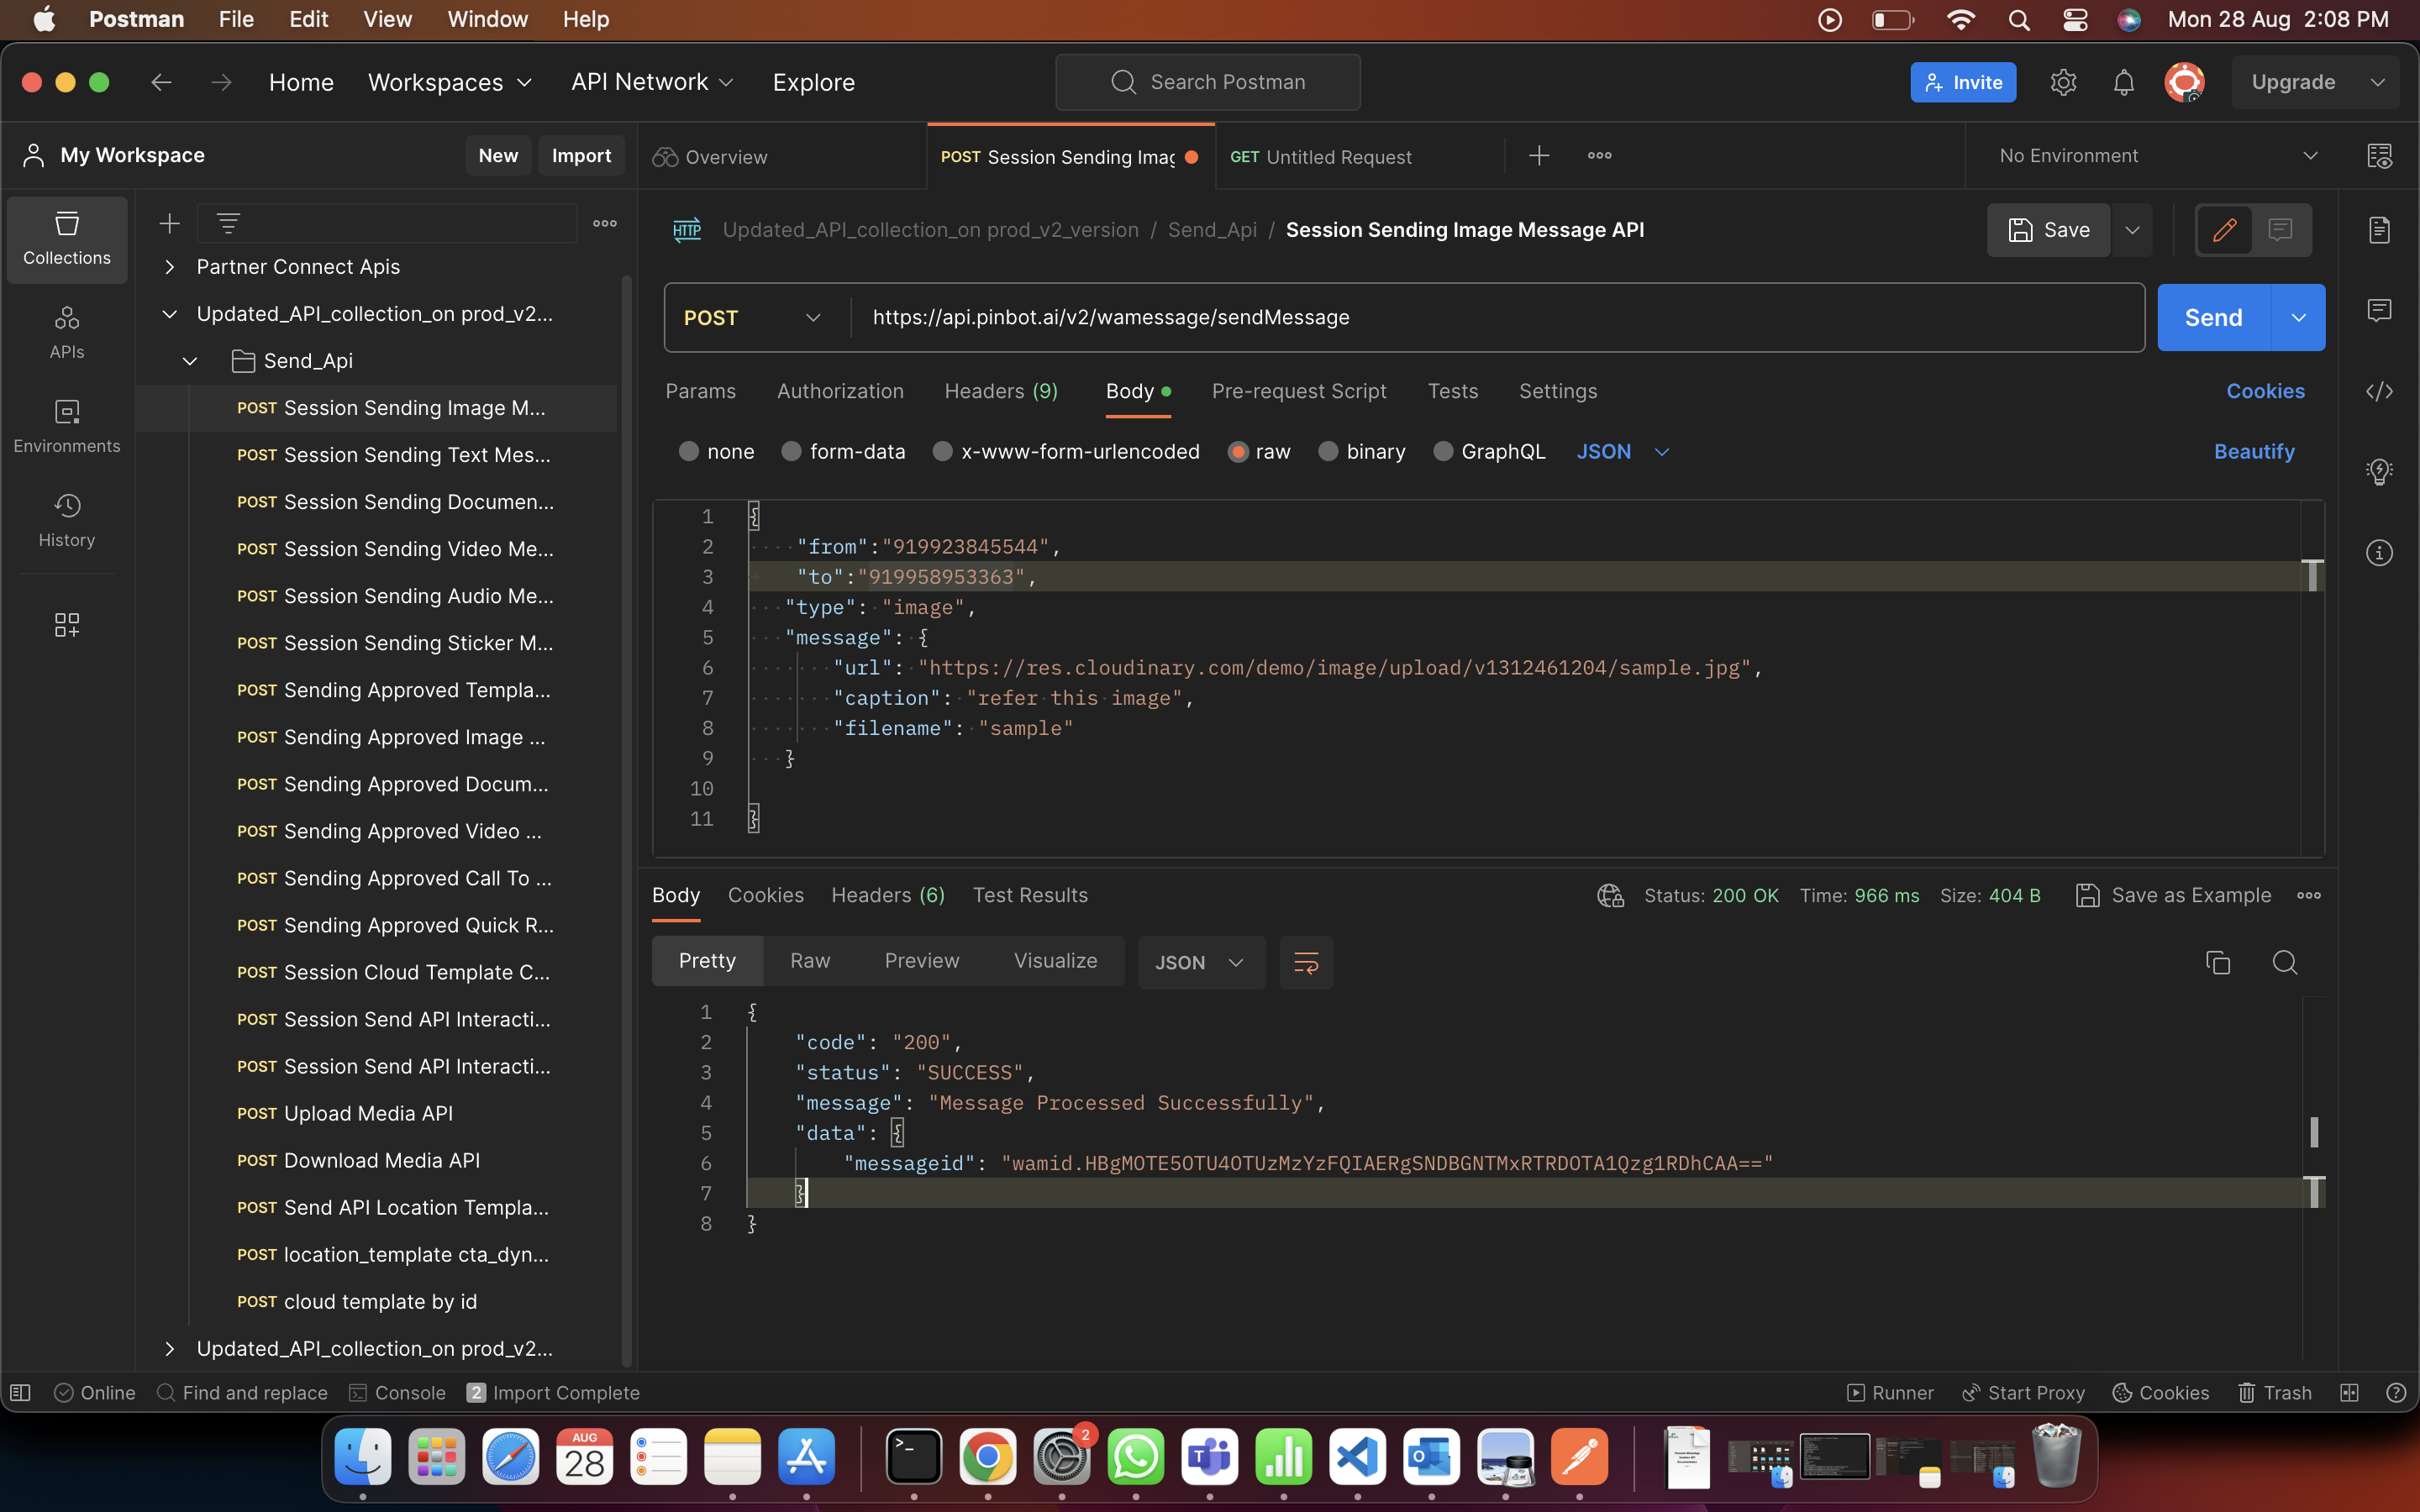 Postman File Edit View Window Help Mon 28 Aug 2:08 PM
Home Workspaces API Network Explore Search Postman Invite Upgrade
My Workspace New Import Overview POST Session Sending Imag GET Untitled Request No Environment
Collections
APIs
Environments
History
Partner Connect Apis
Updated_API_collection_on prod_v2...
Send_Api
POST Session Sending Image M...
POST Session Sending Text Mes...
POST Session Sending Documen...
POST Session Sending Video Me...
POST Session Sending Audio Me...
POST Session Sending Sticker M...
POST Sending Approved Templa...
POST Sending Approved Image ...
POST Sending Approved Docum...
POST Sending Approved Video ...
POST Sending Approved Call To ...
POST Sending Approved Quick R...
POST Session Cloud Template C...
POST Session Send API Interacti...
POST Session Send API Interacti...
POST Upload Media API
POST Download Media API
POST Send API Location Templa...
POST location_template cta_dyn...
POST cloud template by id
Updated_API_collection_on prod_v2...
HTTP Updated_API_collection_on prod_v2_version / Send_Api / Session Sending Image Message API Save
POST https://api.pinbot.ai/v2/wamessage/sendMessage Send
Params Authorization Headers (9) Body Pre-request Script Tests Settings Cookies
none form-data x-www-form-urlencoded raw binary GraphQL JSON Beautify
1 {
2 "from":"919923845544",
3 "to":"919958953363",
4 "type": "image",
5 "message": {
6 "url": "https://res.cloudinary.com/demo/image/upload/v1312461204/sample.jpg",
7 "caption": "refer this image",
8 "filename": "sample"
9 }
10
11 }
Body Cookies Headers (6) Test Results Status: 200 OK Time: 966 ms Size: 404 B Save as Example
Pretty Raw Preview Visualize JSON
1 {
2 "code": "200",
3 "status": "SUCCESS",
4 "message": "Message Processed Successfully",
5 "data": {
6 "messageid": "wamid.HBgMOTE5OTU4OTUzMzYzFQIAERgSNDBGNTMxRTRDOTA1Qzg1RDhCAA=="
7 }
8 }
Online Find and replace Console 2 Import Complete Runner Start Proxy Cookies Trash
AUG
28
2